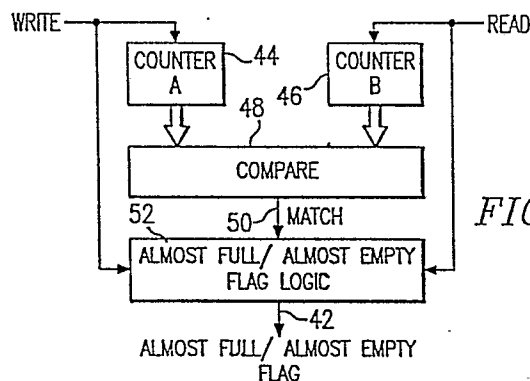 WRITE
READ
COUNTER
A
44
COUNTER
B
46
48
COMPARE
50
MATCH
FIG
52
ALMOST FULL/ ALMOST EMPTY
FLAG LOGIC
42
ALMOST FULL/ ALMOST EMPTY
FLAG